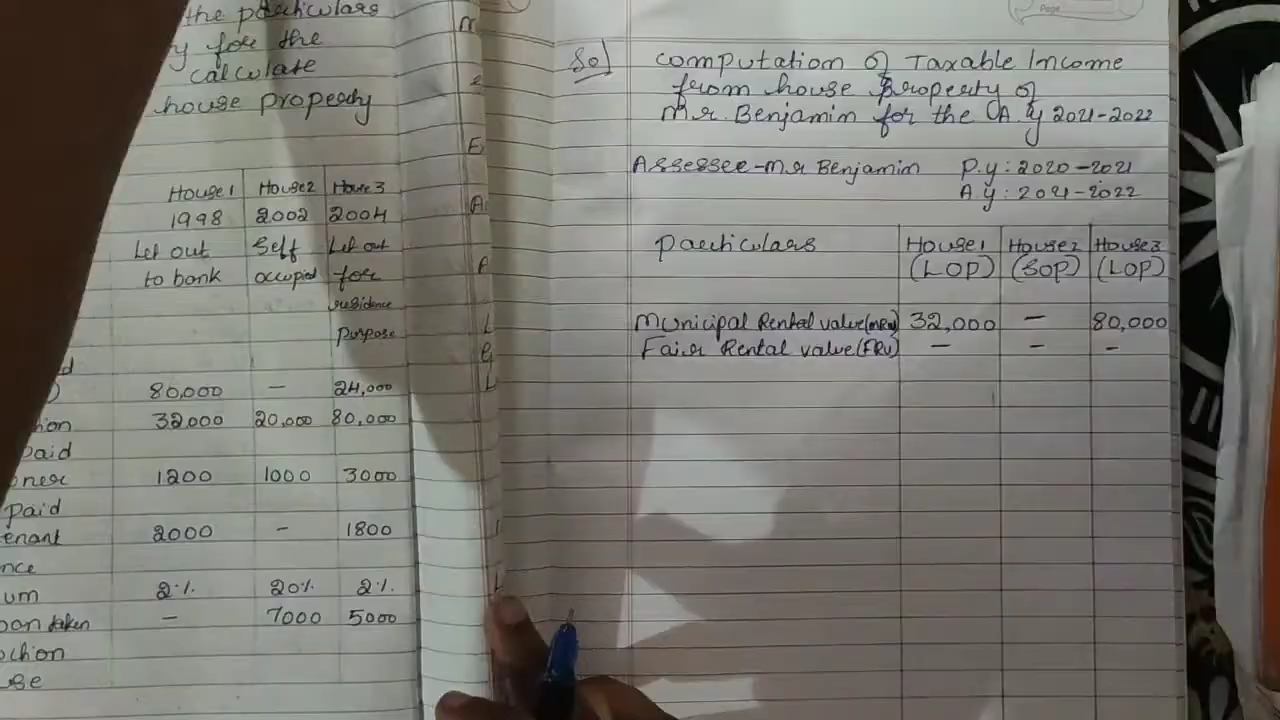 the particulars
y for the
calculate
house property
House1 House2 House3
1998 2002 2004
Let out Self Let out
to bank occupied for
residence
purpose
80,000 - 24,000
32000 20,000 80,000
paid
1200 1000 3000
paid
enant 2000 - 1800
nce
um 2% 20% 2%
oan taken - 7000 5000
Sol
Computation of Taxable Income
from house Property of
Mr. Benjamin for the A.y 2021-2022
Assessee-Mr Benjamin P.y: 2020-2021
A.y: 2021-2022
Particulars House1 House2 House3
(LOP) (SOP) (LOP)
Municipal Rental value(MRV) 32,000 - 80,000
Fair Rental value(FRV) - - -
Page